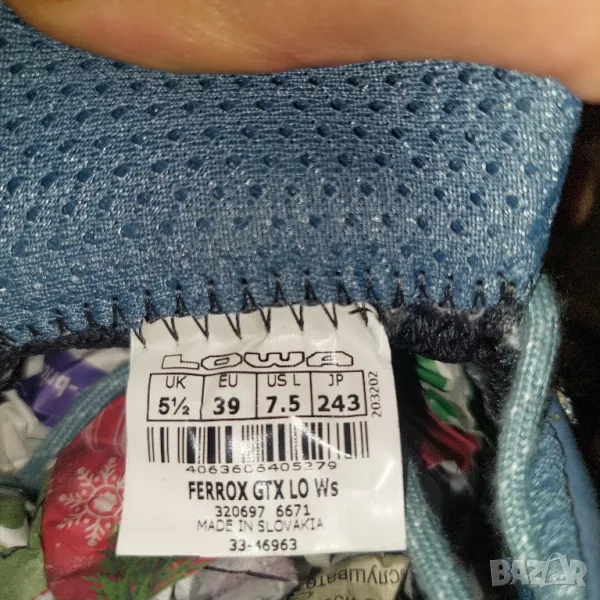 LOWA
UK EU US L JP
5½ 39 7.5 243
203202
4063606405279
FERROX GTX LO Ws
320697 6671
MADE IN SLOVAKIA
33-46963
BAZAR